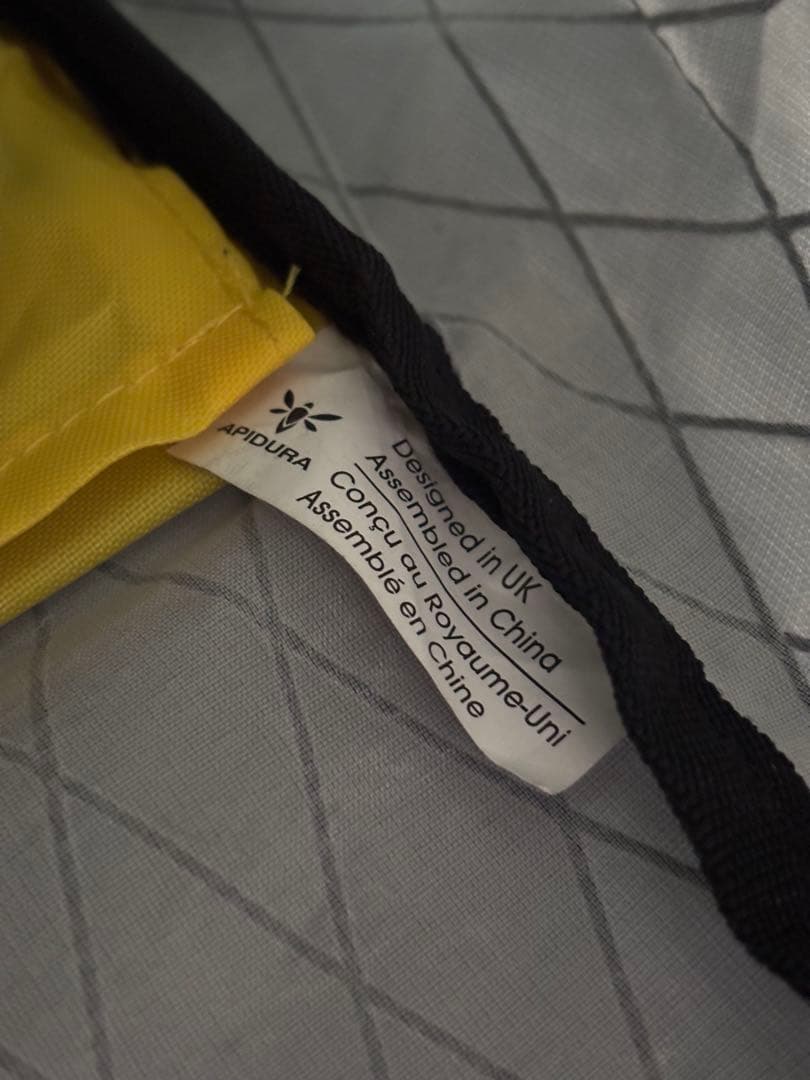 APIDURA
Designed in UK
Assembled in China
Conçu au Royaume-Uni
Assemblé en Chine